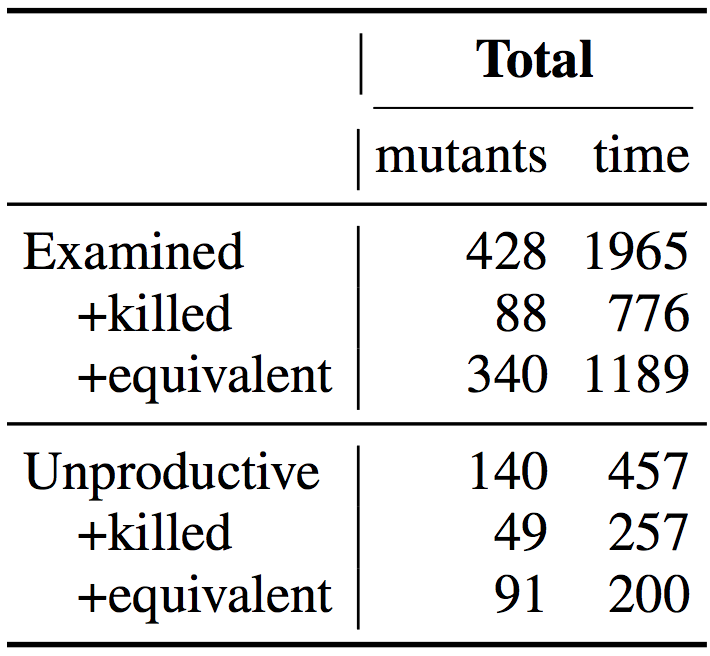 Total
mutants time
Examined 428 1965
+killed 88 776
+equivalent 340 1189
Unproductive 140 457
+killed 49 257
+equivalent 91 200